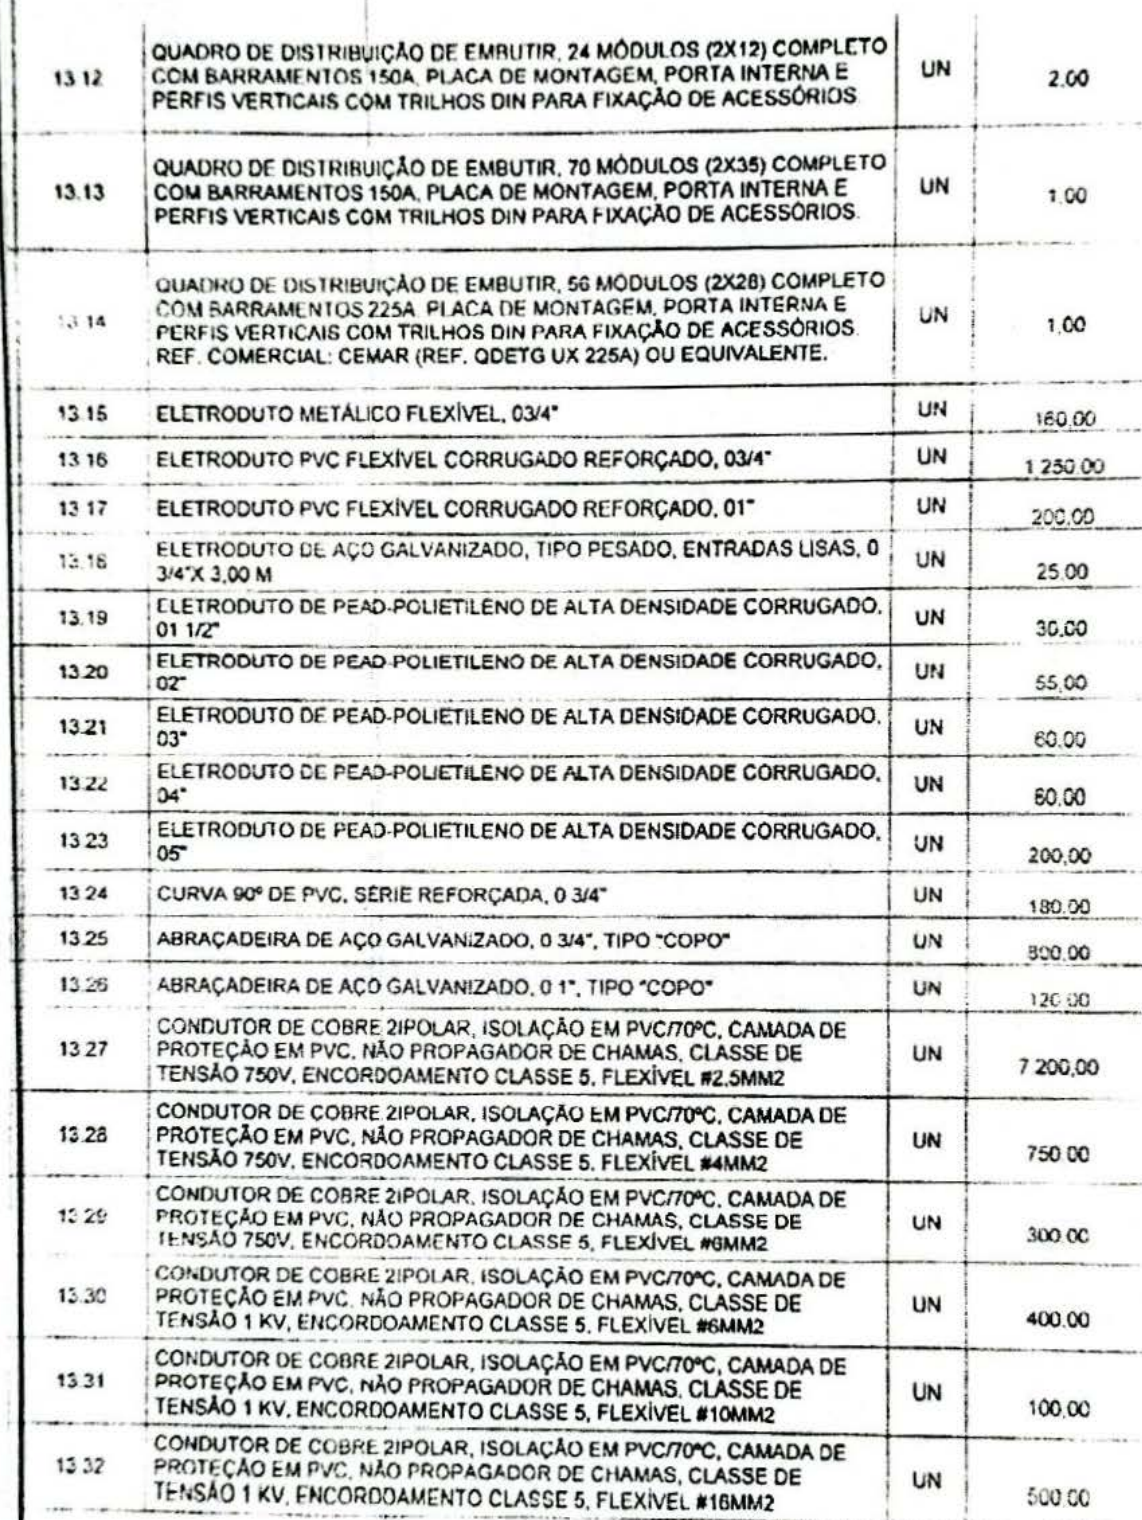 QUADRO DE DISTRIBUIÇÃO DE EMBUTIR, 24 MÓDULOS (2X12) COMPLETO
13.12 COM BARRAMENTOS 150A, PLACA DE MONTAGEM, PORTA INTERNA E UN 2,00
PERFIS VERTICAIS COM TRILHOS DIN PARA FIXAÇÃO DE ACESSÓRIOS
QUADRO DE DISTRIBUIÇÃO DE EMBUTIR, 70 MÓDULOS (2X35) COMPLETO
13.13 COM BARRAMENTOS 150A, PLACA DE MONTAGEM, PORTA INTERNA E UN 1,00
PERFIS VERTICAIS COM TRILHOS DIN PARA FIXAÇÃO DE ACESSÓRIOS.
QUADRO DE DISTRIBUIÇÃO DE EMBUTIR, 56 MÓDULOS (2X28) COMPLETO
COM BARRAMENTOS 225A, PLACA DE MONTAGEM, PORTA INTERNA E
13.14 PERFIS VERTICAIS COM TRILHOS DIN PARA FIXAÇÃO DE ACESSÓRIOS. UN 1,00
REF. COMERCIAL: CEMAR (REF. QDETG UX 225A) OU EQUIVALENTE.
13.15 ELETRODUTO METÁLICO FLEXÍVEL, 03/4" UN 160,00
13.16 ELETRODUTO PVC FLEXÍVEL CORRUGADO REFORÇADO, 03/4" UN 1.250,00
13.17 ELETRODUTO PVC FLEXÍVEL CORRUGADO REFORÇADO, 01" UN 200,00
13.18 ELETRODUTO DE AÇO GALVANIZADO, TIPO PESADO, ENTRADAS LISAS, 0 UN 25,00
3/4"X 3,00 M
13.19 ELETRODUTO DE PEAD-POLIETILENO DE ALTA DENSIDADE CORRUGADO, UN 30,00
01 1/2"
13.20 ELETRODUTO DE PEAD-POLIETILENO DE ALTA DENSIDADE CORRUGADO, UN 55,00
02"
13.21 ELETRODUTO DE PEAD-POLIETILENO DE ALTA DENSIDADE CORRUGADO, UN 60,00
03"
13.22 ELETRODUTO DE PEAD-POLIETILENO DE ALTA DENSIDADE CORRUGADO, UN 60,00
04"
13.23 ELETRODUTO DE PEAD-POLIETILENO DE ALTA DENSIDADE CORRUGADO, UN 200,00
05"
13.24 CURVA 90º DE PVC, SÉRIE REFORÇADA, 0 3/4" UN 180,00
13.25 ABRAÇADEIRA DE AÇO GALVANIZADO, 0 3/4", TIPO "COPO" UN 800,00
13.26 ABRAÇADEIRA DE AÇO GALVANIZADO, 0 1", TIPO "COPO" UN 120,00
CONDUTOR DE COBRE 2IPOLAR, ISOLAÇÃO EM PVC/70ºC, CAMADA DE
13.27 PROTEÇÃO EM PVC, NÃO PROPAGADOR DE CHAMAS, CLASSE DE UN 7.200,00
TENSÃO 750V, ENCORDOAMENTO CLASSE 5, FLEXÍVEL #2,5MM2
CONDUTOR DE COBRE 2IPOLAR, ISOLAÇÃO EM PVC/70ºC, CAMADA DE
13.28 PROTEÇÃO EM PVC, NÃO PROPAGADOR DE CHAMAS, CLASSE DE UN 750,00
TENSÃO 750V, ENCORDOAMENTO CLASSE 5, FLEXÍVEL #4MM2
CONDUTOR DE COBRE 2IPOLAR, ISOLAÇÃO EM PVC/70ºC, CAMADA DE
13.29 PROTEÇÃO EM PVC, NÃO PROPAGADOR DE CHAMAS, CLASSE DE UN 300,00
TENSÃO 750V, ENCORDOAMENTO CLASSE 5, FLEXÍVEL #6MM2
CONDUTOR DE COBRE 2IPOLAR, ISOLAÇÃO EM PVC/70ºC, CAMADA DE
13.30 PROTEÇÃO EM PVC, NÃO PROPAGADOR DE CHAMAS, CLASSE DE UN 400,00
TENSÃO 1 KV, ENCORDOAMENTO CLASSE 5, FLEXÍVEL #6MM2
CONDUTOR DE COBRE 2IPOLAR, ISOLAÇÃO EM PVC/70ºC, CAMADA DE
13.31 PROTEÇÃO EM PVC, NÃO PROPAGADOR DE CHAMAS, CLASSE DE UN 100,00
TENSÃO 1 KV, ENCORDOAMENTO CLASSE 5, FLEXÍVEL #10MM2
CONDUTOR DE COBRE 2IPOLAR, ISOLAÇÃO EM PVC/70ºC, CAMADA DE
13.32 PROTEÇÃO EM PVC, NÃO PROPAGADOR DE CHAMAS, CLASSE DE UN 500,00
TENSÃO 1 KV, ENCORDOAMENTO CLASSE 5, FLEXÍVEL #16MM2